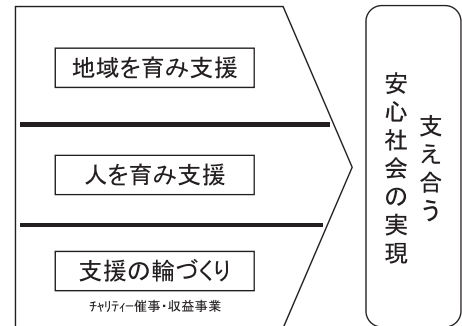 地域を育み支援
人を育み支援
支援の輪づくり
ﾁｬﾘﾃｨｰ催事・収益事業
支え合う
安心社会の実現